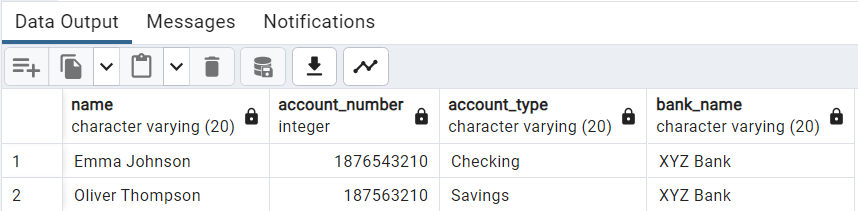 Data Output Messages Notifications
name account_number account_type bank_name
character varying (20) integer character varying (20) character varying (20)
1 Emma Johnson 1876543210 Checking XYZ Bank
2 Oliver Thompson 187563210 Savings XYZ Bank